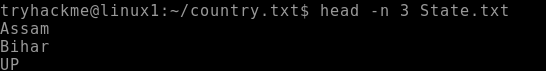 tryhackme@linux1:~/country.txt$ head -n 3 State.txt
Assam
Bihar
UP